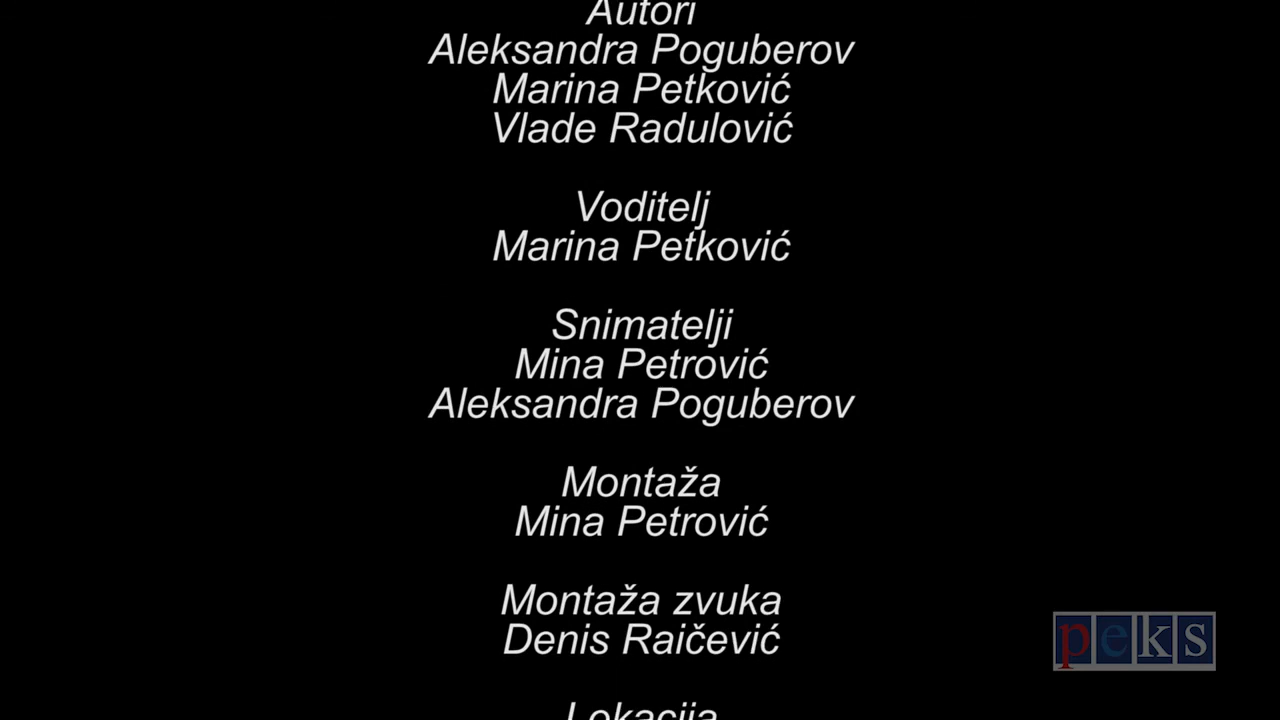 Autori
Aleksandra Poguberov
Marina Petković
Vlade Radulović
Voditelj
Marina Petković
Snimatelji
Mina Petrović
Aleksandra Poguberov
Montaža
Mina Petrović
Montaža zvuka
Denis Raičević
peks
Lokacija